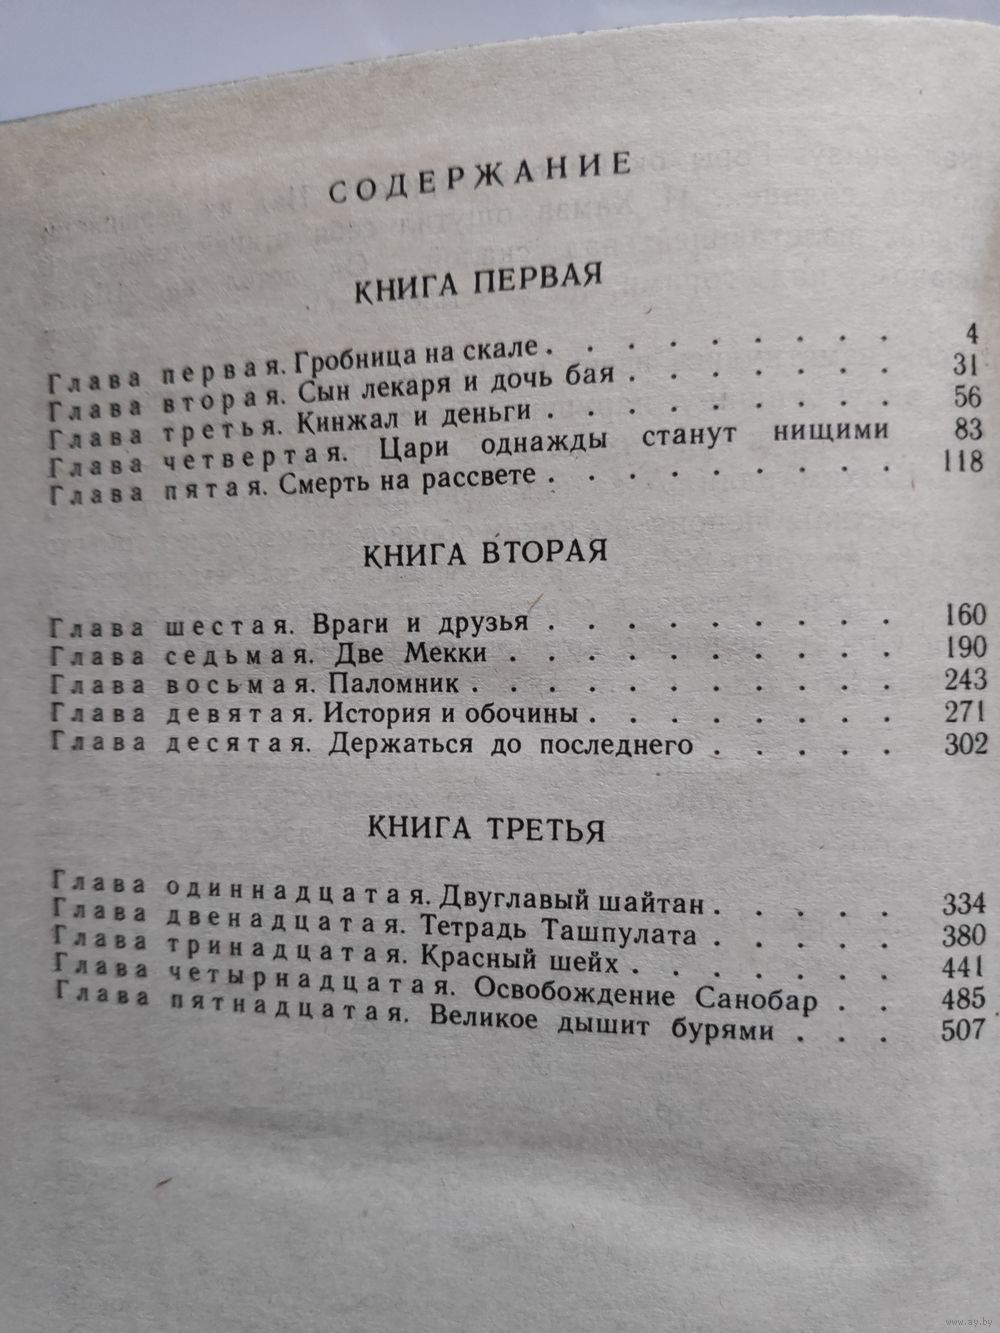 СОДЕРЖАНИЕ
КНИГА ПЕРВАЯ
Глава первая. Гробница на скале . . . . . . . . 4
Глава вторая. Сын лекаря и дочь бая . . . . . . . 31
Глава третья. Кинжал и деньги . . . . . . . . . 56
Глава четвертая. Цари однажды станут нищими 83
Глава пятая. Смерть на рассвете . . . . . . . . . 118
КНИГА ВТОРАЯ
Глава шестая. Враги и друзья . . . . . . . . . 160
Глава седьмая. Две Мекки . . . . . . . . . . 190
Глава восьмая. Паломник . . . . . . . . . . . 243
Глава девятая. История и обочины . . . . . . . . 271
Глава десятая. Держаться до последнего . . . . . 302
КНИГА ТРЕТЬЯ
Глава одиннадцатая. Двуглавый шайтан . . . . . 334
Глава двенадцатая. Тетрадь Ташпулата . . . . . 380
Глава тринадцатая. Красный шейх . . . . . . . 441
Глава четырнадцатая. Освобождение Санобар . . 485
Глава пятнадцатая. Великое дышит бурями . . . 507
www.ay.by